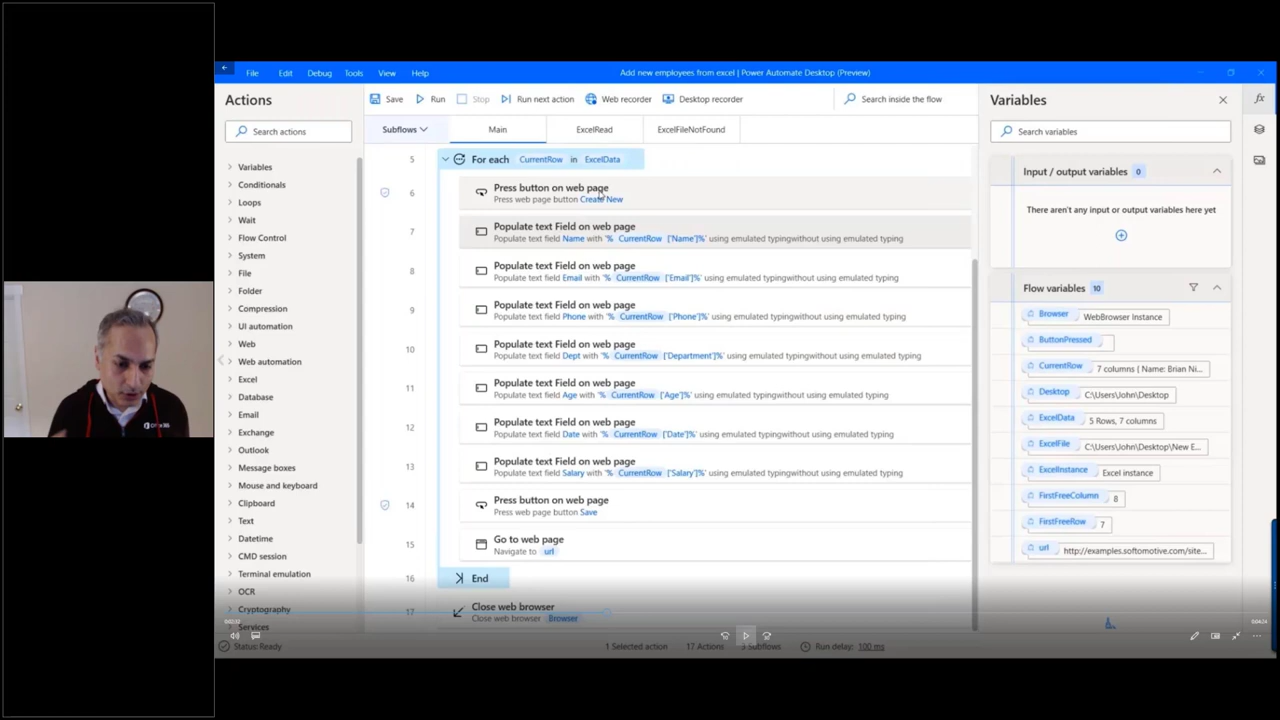 File Edit Debug Tools View Help
Add new employees from excel | Power Automate Desktop (Preview)
Actions
Search actions
Variables
Conditionals
Loops
Wait
Flow Control
System
File
Folder
Compression
UI automation
Web
Web automation
Excel
Database
Email
Exchange
Outlook
Message boxes
Mouse and keyboard
Clipboard
Text
Datetime
CMD session
Terminal emulation
OCR
Cryptography
Services
Save Run Stop Run next action Web recorder Desktop recorder Search inside the flow
Subflows Main ExcelRead ExcelFileNotFound
5 For each CurrentRow in ExcelData
6 Press button on web page
Press web page button Create New
7 Populate text Field on web page
Populate text field Name with '% CurrentRow ['Name']%' using emulated typingwithout using emulated typing
8 Populate text Field on web page
Populate text field Email with '% CurrentRow ['Email']%' using emulated typingwithout using emulated typing
9 Populate text Field on web page
Populate text field Phone with '% CurrentRow ['Phone']%' using emulated typingwithout using emulated typing
10 Populate text Field on web page
Populate text field Dept with '% CurrentRow ['Department']%' using emulated typingwithout using emulated typing
11 Populate text Field on web page
Populate text field Age with '% CurrentRow ['Age']%' using emulated typingwithout using emulated typing
12 Populate text Field on web page
Populate text field Date with '% CurrentRow ['Date']%' using emulated typingwithout using emulated typing
13 Populate text Field on web page
Populate text field Salary with '% CurrentRow ['Salary']%' using emulated typingwithout using emulated typing
14 Press button on web page
Press web page button Save
15 Go to web page
Navigate to url
16 End
17 Close web browser
Close web browser Browser
Variables
fx
Search variables
Input / output variables 0
There aren't any input or output variables here yet
Flow variables 10
Browser WebBrowser Instance
ButtonPressed
CurrentRow 7 columns ( Name: Brian Ni...
Desktop C:\Users\John\Desktop
ExcelData 5 Rows, 7 columns
ExcelFile C:\Users\John\Desktop\New E...
ExcelInstance Excel instance
FirstFreeColumn 8
FirstFreeRow 7
url http://examples.softomotive.com/site...
Status: Ready 1 Selected action 17 Actions 3 Subflows Run delay: 100 ms